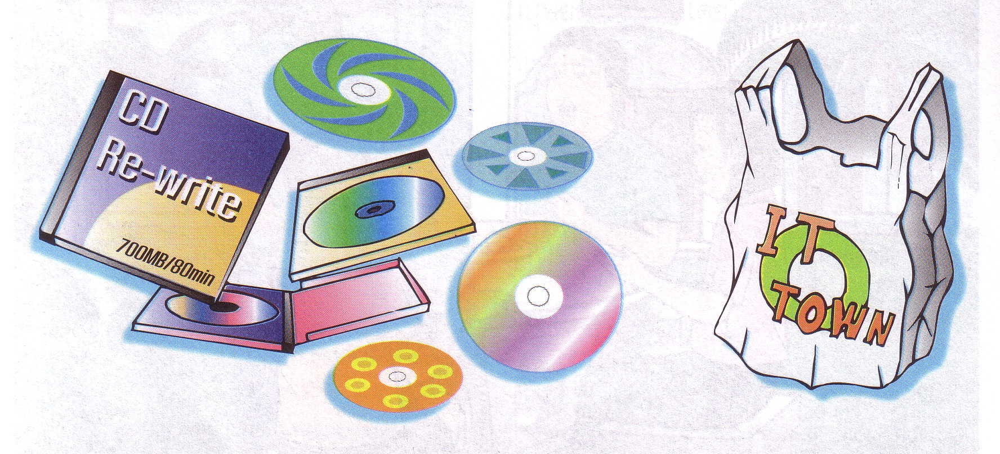 CD
Re-write
700MB/80min
IT
TOWN